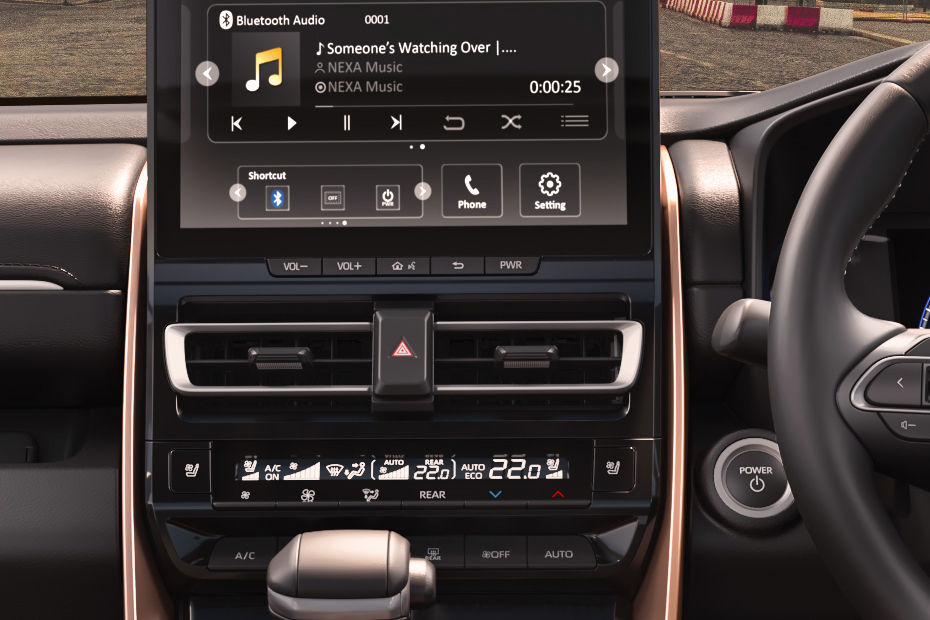 Bluetooth Audio 0001
Someone's Watching Over |....
NEXA Music
NEXA Music
0:00:25
Shortcut
OFF
PWR
Phone
Setting
VOL− VOL+ PWR
A/C ON AUTO REAR 22.0 AUTO ECO 22.0
REAR
POWER
A/C REAR OFF AUTO